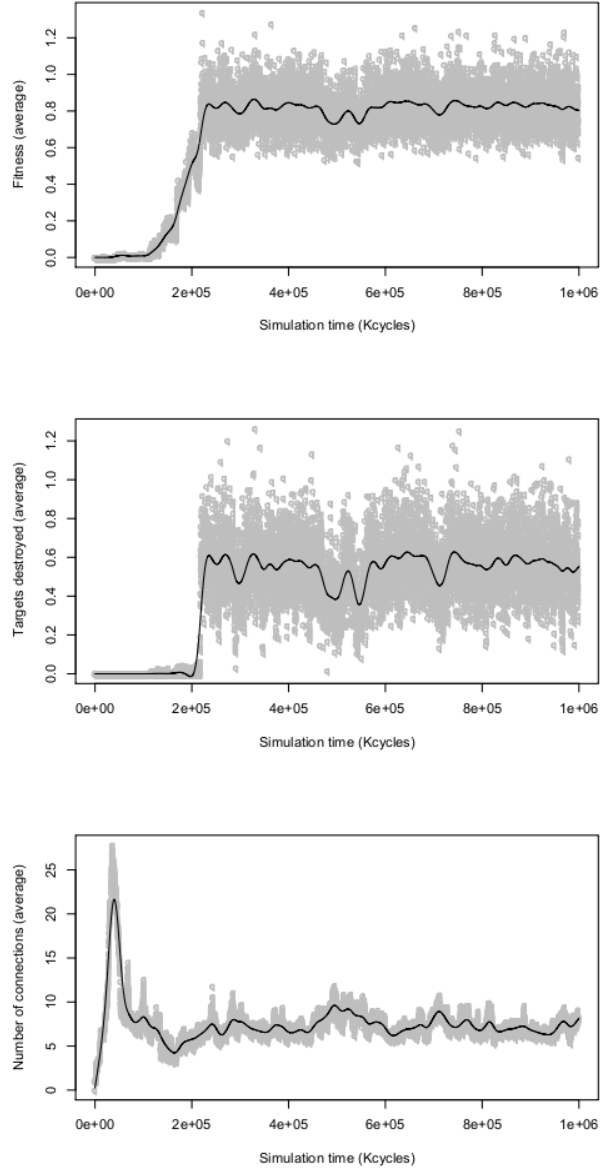 Fitness (average)
0.0 0.2 0.4 0.6 0.8 1.0 1.2
0e+00 2e+05 4e+05 6e+05 8e+05 1e+06
Simulation time (Kcycles)
Targets destroyed (average)
0.0 0.2 0.4 0.6 0.8 1.0 1.2
0e+00 2e+05 4e+05 6e+05 8e+05 1e+06
Simulation time (Kcycles)
Number of connections (average)
0 5 10 15 20 25
0e+00 2e+05 4e+05 6e+05 8e+05 1e+06
Simulation time (Kcycles)